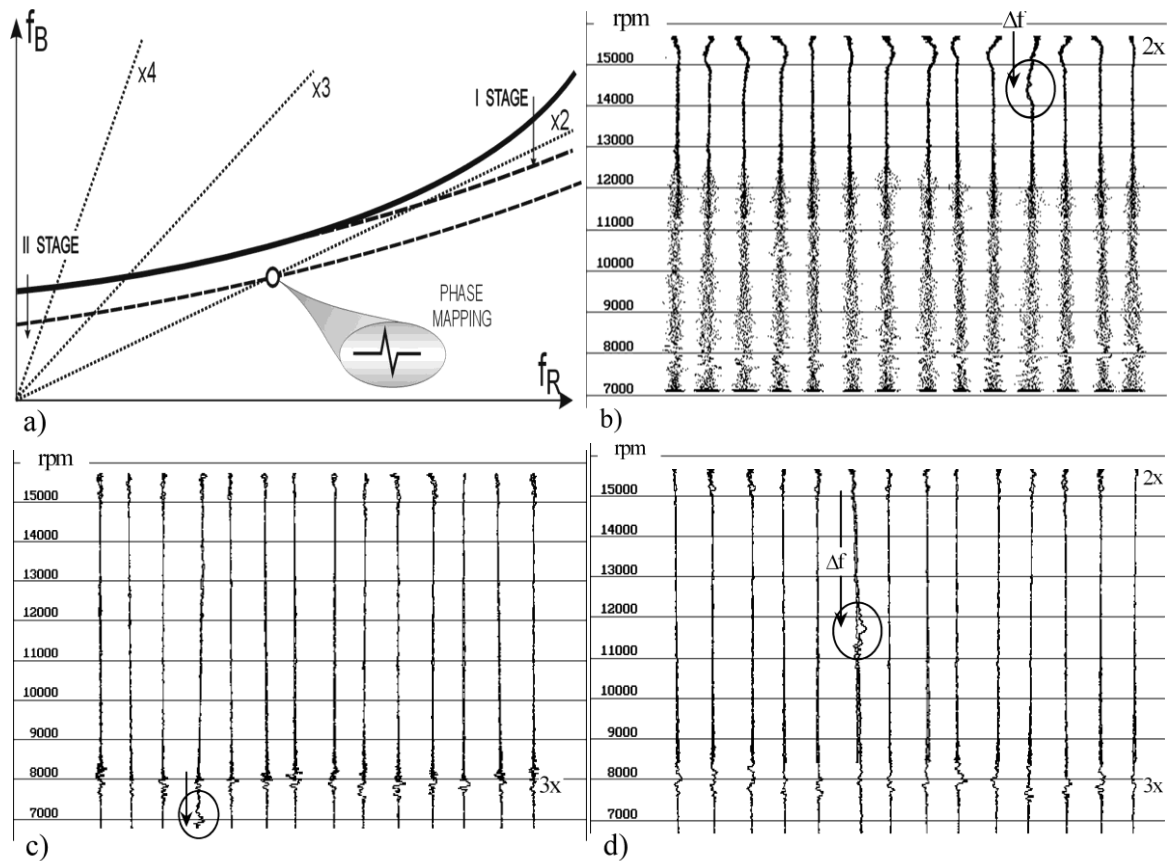 f_B
x4
x3
I STAGE
x2
II STAGE
PHASE
MAPPING
f_R
a)
rpm
Δf
2x
15000
14000
13000
12000
11000
10000
9000
8000
7000
b)
rpm
15000
14000
13000
12000
11000
10000
9000
8000
3x
7000
c)
rpm
2x
15000
14000
Δf
13000
12000
11000
10000
9000
8000
3x
7000
d)